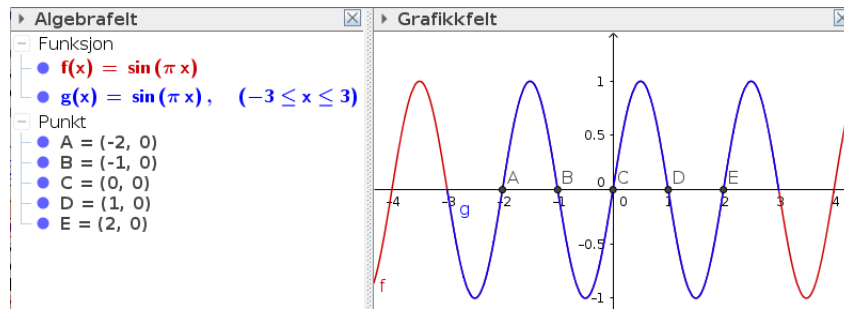 Algebrafelt
Funksjon
f(x) = sin (π x)
g(x) = sin (π x) , (−3 ≤ x ≤ 3)
Punkt
A = (-2, 0)
B = (-1, 0)
C = (0, 0)
D = (1, 0)
E = (2, 0)
Grafikkfelt
1
0.5
A B C D E
0
-4 -3 -2 -1 0 1 2 3 4
g
-0.5
f
-1